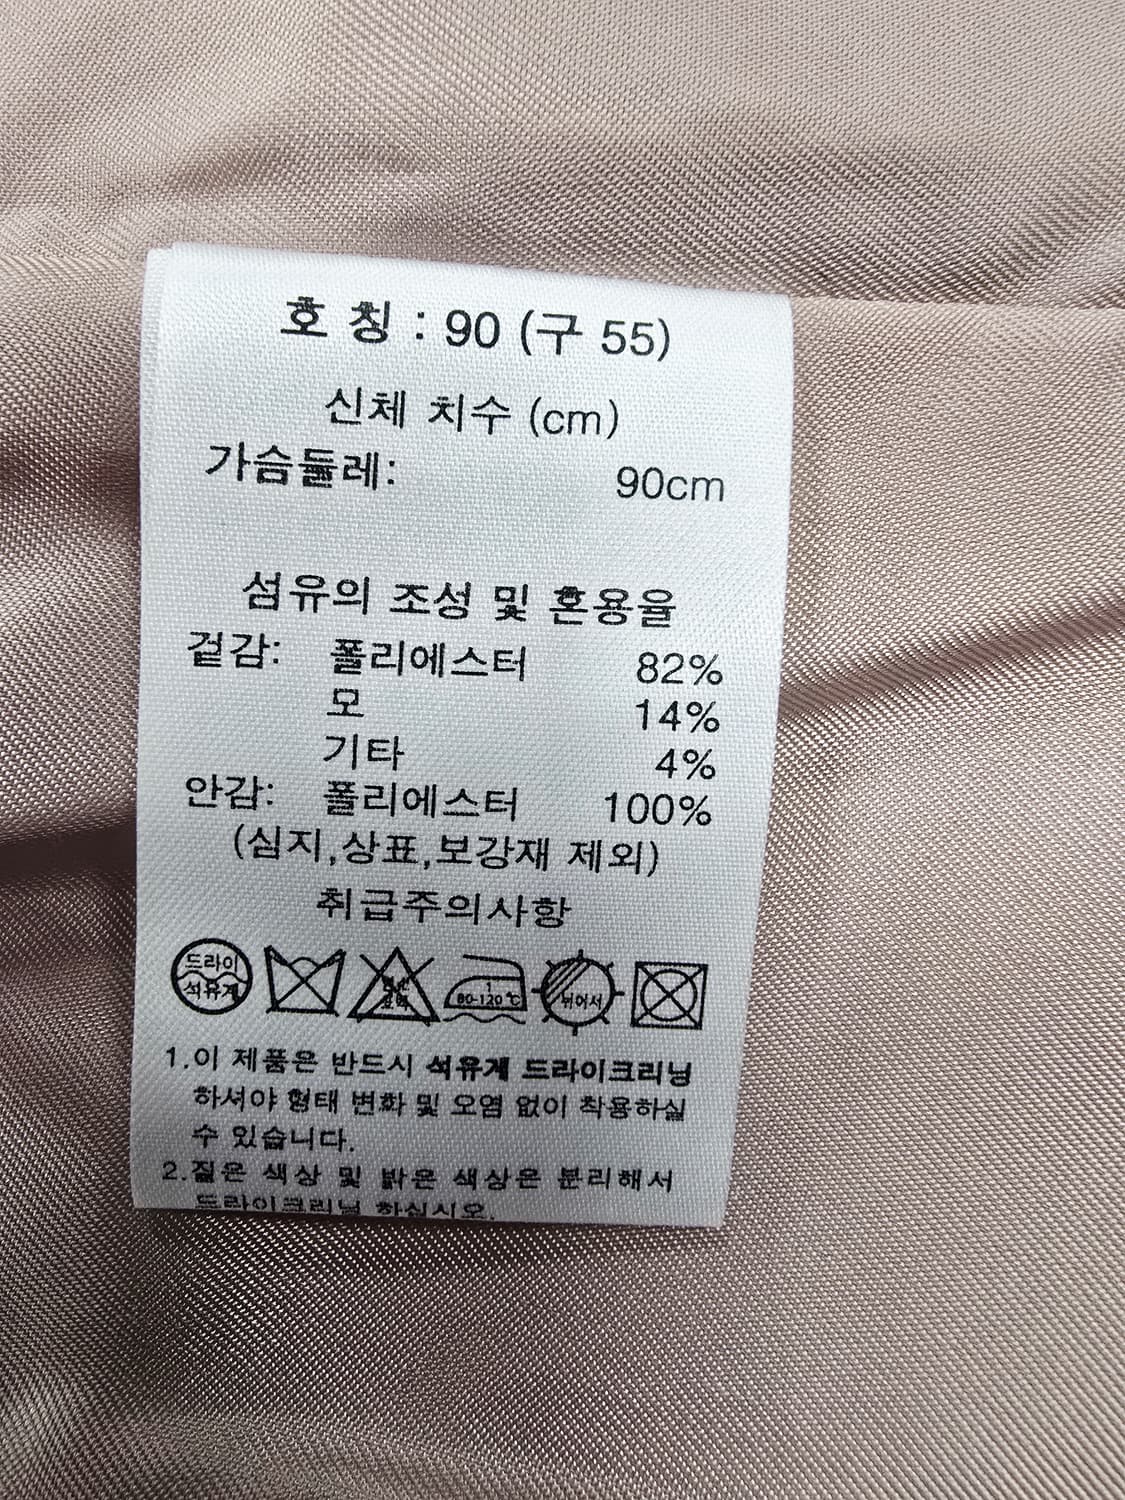 호 칭 : 90 (구 55)
신체 치수 (cm)
가슴둘레: 90cm
섬유의 조성 및 혼용율
겉감: 폴리에스터 82%
모 14%
기타 4%
안감: 폴리에스터 100%
(심지,상표,보강재 제외)
취급주의사항
드라이 석유계 80-120℃ 뉘어서
1.이 제품은 반드시 석유게 드라이크리닝
하셔야 형태 변화 및 오염 없이 착용하실
수 있습니다.
2.짙은 색상 및 밝은 색상은 분리해서
드라이크리닝 하십시오.